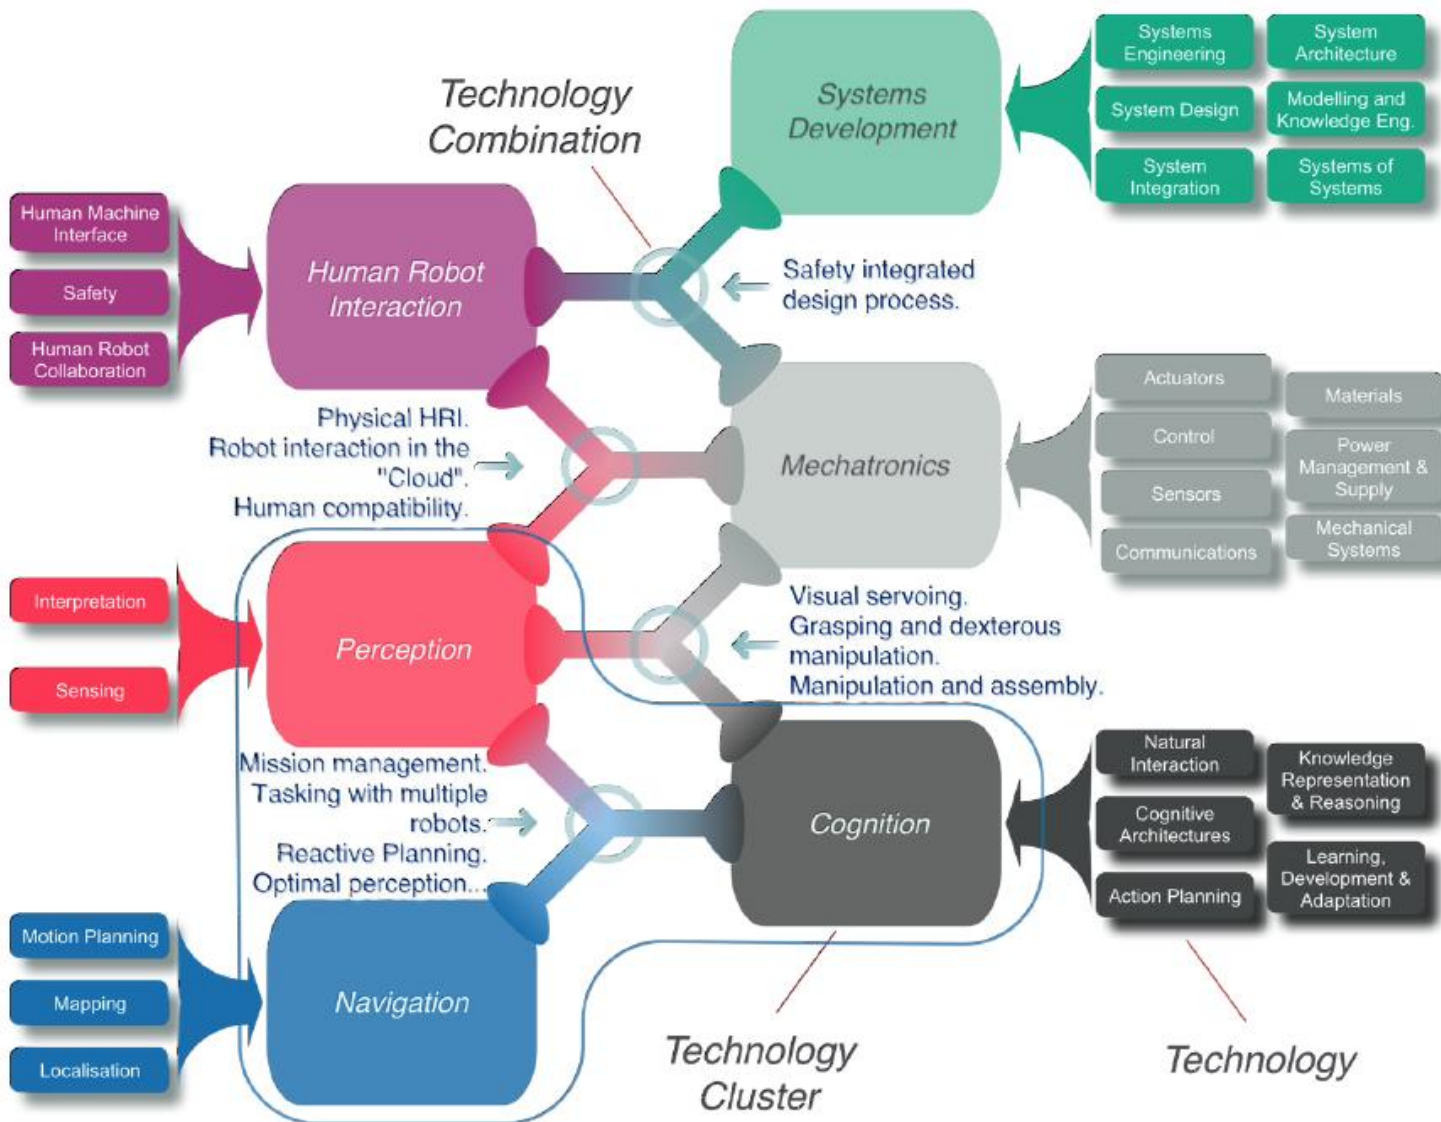 Technology
Combination
Systems
Development
Systems
Engineering
System
Architecture
System Design
Modelling and
Knowledge Eng.
System
Integration
Systems of
Systems
Human Machine
Interface
Safety
Human Robot
Collaboration
Human Robot
Interaction
Safety integrated
design process.
Physical HRI.
Robot interaction in the
"Cloud".
Human compatibility.
Mechatronics
Actuators
Materials
Control
Power
Management &
Supply
Sensors
Mechanical
Systems
Communications
Interpretation
Sensing
Perception
Visual servoing.
Grasping and dexterous
manipulation.
Manipulation and assembly.
Mission management.
Tasking with multiple
robots.
Reactive Planning.
Optimal perception...
Cognition
Natural
Interaction
Knowledge
Representation
& Reasoning
Cognitive
Architectures
Learning,
Development &
Adaptation
Action Planning
Motion Planning
Mapping
Localisation
Navigation
Technology
Cluster
Technology